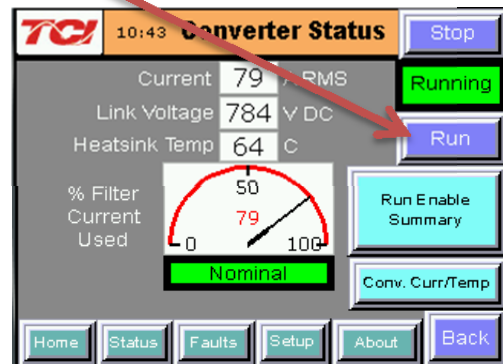 TCI 10:43 Converter Status Stop
Current 79 A RMS Running
Link Voltage 784 V DC
Heatsink Temp 64 C Run
% Filter
Current
Used
50
79
0 100
Nominal
Run Enable
Summary
Conv. Curr/Temp
Home Status Faults Setup About Back